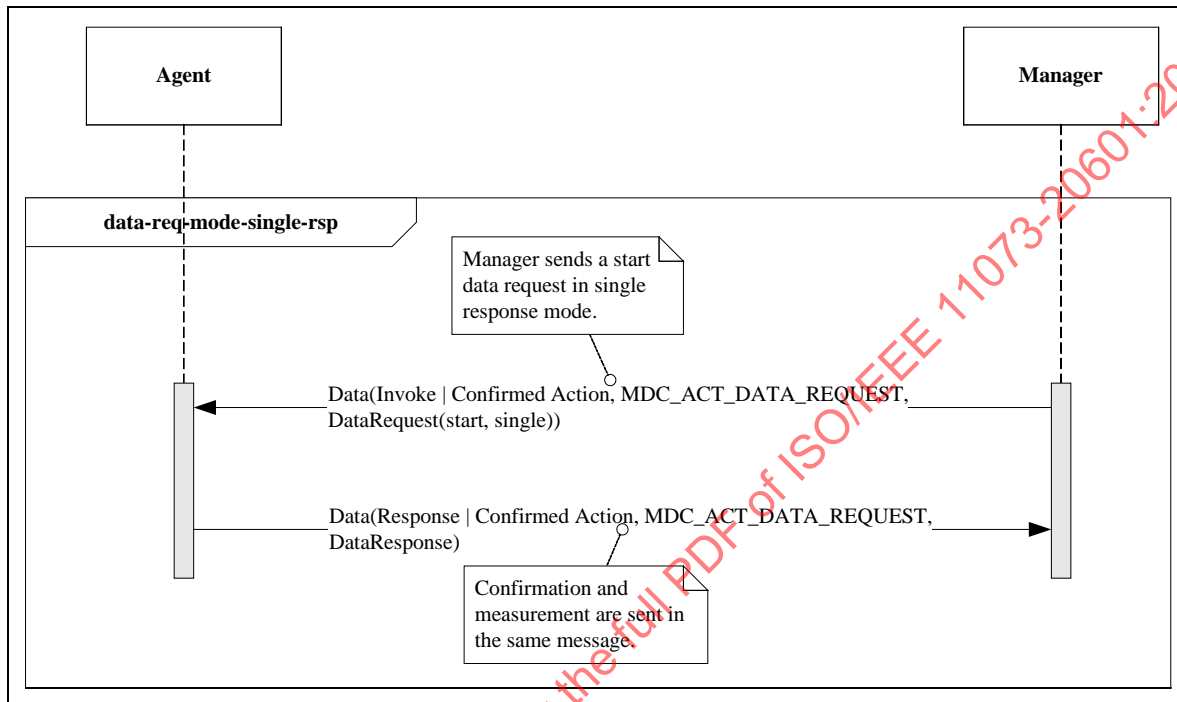 Agent
Manager
data-req-mode-single-rsp
Manager sends a start
data request in single
response mode.
Data(Invoke | Confirmed Action, MDC_ACT_DATA_REQUEST,
DataRequest(start, single))
Data(Response | Confirmed Action, MDC_ACT_DATA_REQUEST,
DataResponse)
Confirmation and
measurement are sent in
the same message.
the full PDF of ISO/IEEE 11073-20601:20